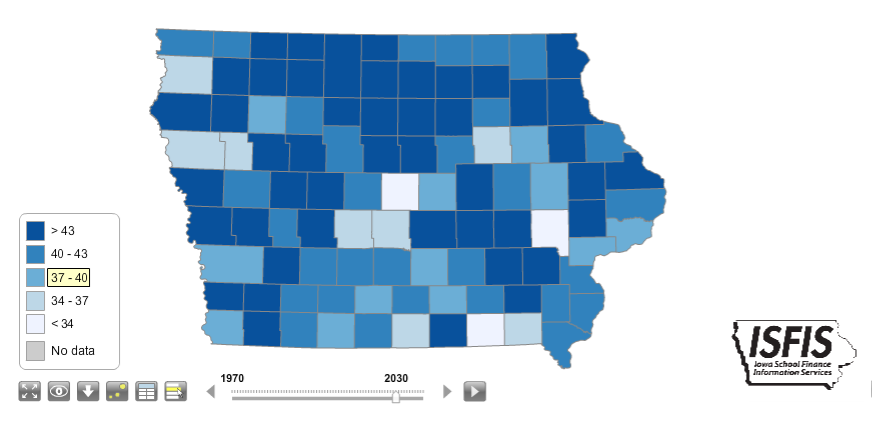 > 43
40 - 43
37 - 40
34 - 37
< 34
No data
1970 2030
ISFIS
Iowa School Finance
Information Services